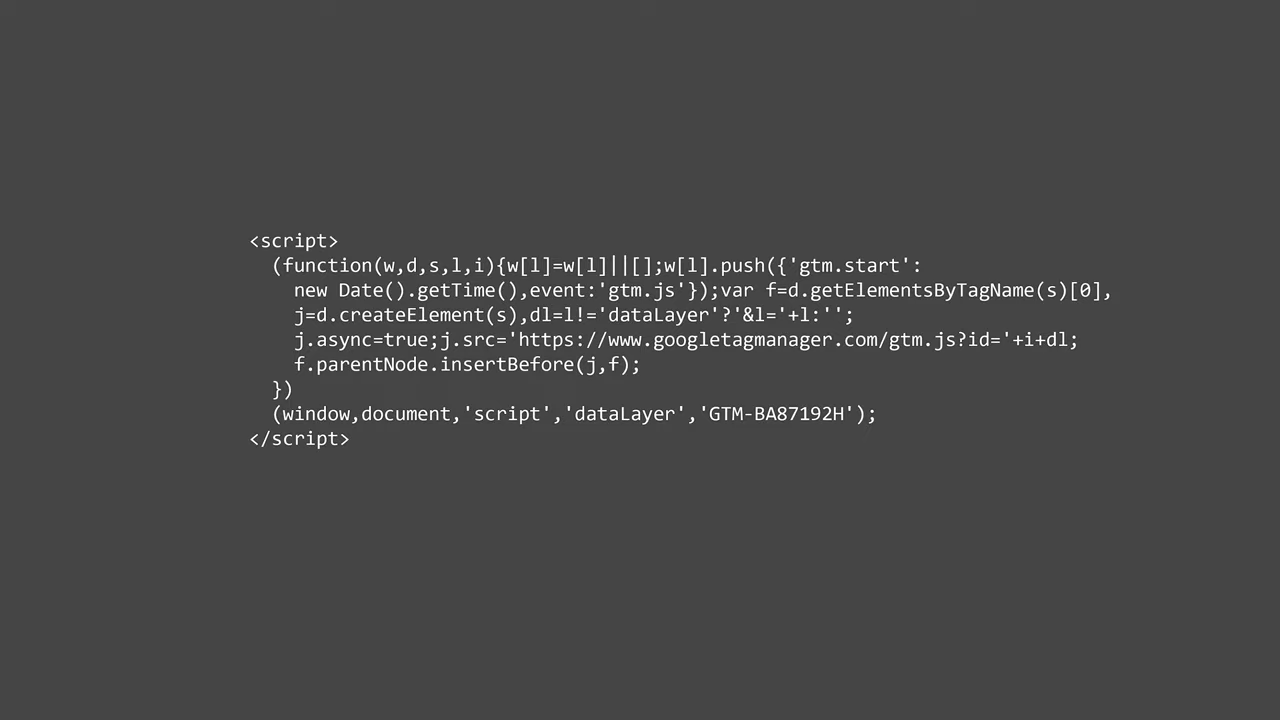 <script>
(function(w,d,s,l,i){w[l]=w[l]||[];w[l].push({'gtm.start':
new Date().getTime(),event:'gtm.js'});var f=d.getElementsByTagName(s)[0],
j=d.createElement(s),dl=l!='dataLayer'?'&l='+l:'';
j.async=true;j.src='https://www.googletagmanager.com/gtm.js?id='+i+dl;
f.parentNode.insertBefore(j,f);
})
(window,document,'script','dataLayer','GTM-BA87192H');
</script>